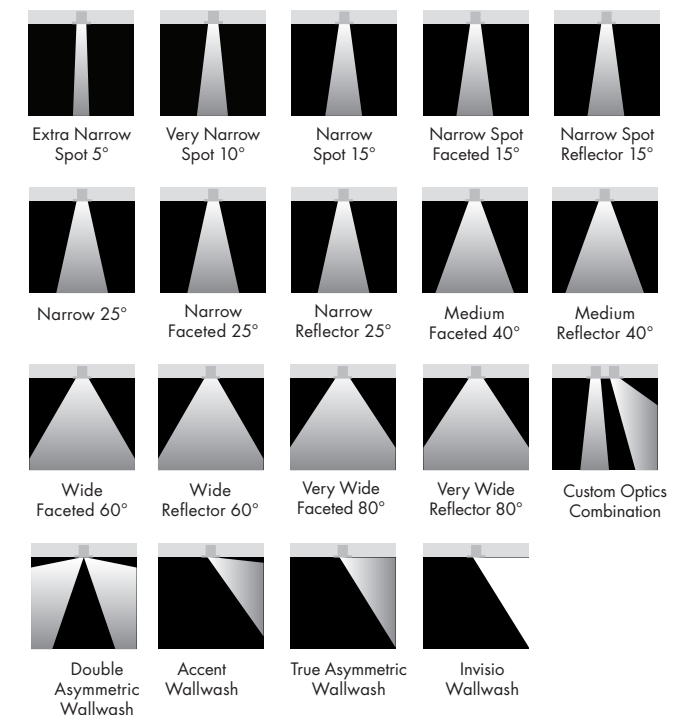 Extra Narrow
Spot 5°
Very Narrow
Spot 10°
Narrow
Spot 15°
Narrow Spot
Faceted 15°
Narrow Spot
Reflector 15°
Narrow 25°
Narrow
Faceted 25°
Narrow
Reflector 25°
Medium
Faceted 40°
Medium
Reflector 40°
Wide
Faceted 60°
Wide
Reflector 60°
Very Wide
Faceted 80°
Very Wide
Reflector 80°
Custom Optics
Combination
Double
Asymmetric
Wallwash
Accent
Wallwash
True Asymmetric
Wallwash
Invisio
Wallwash